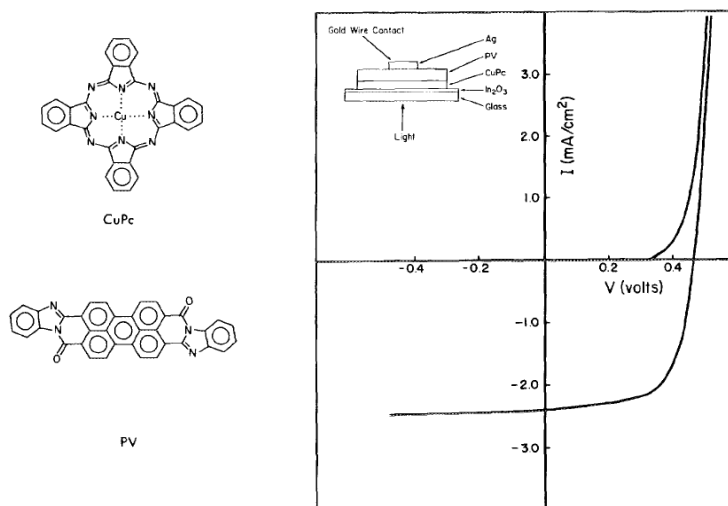 N
N
N
N
Cu
N
N
N
N
CuPc
N
O
N
N
O
N
PV
Gold Wire Contact
Ag
PV
CuPc
In₂O₃
Glass
Light
I (mA/cm²)
3.0
2.0
1.0
0
-0.4
-0.2
0.2
0.4
V (volts)
-1.0
-2.0
-3.0